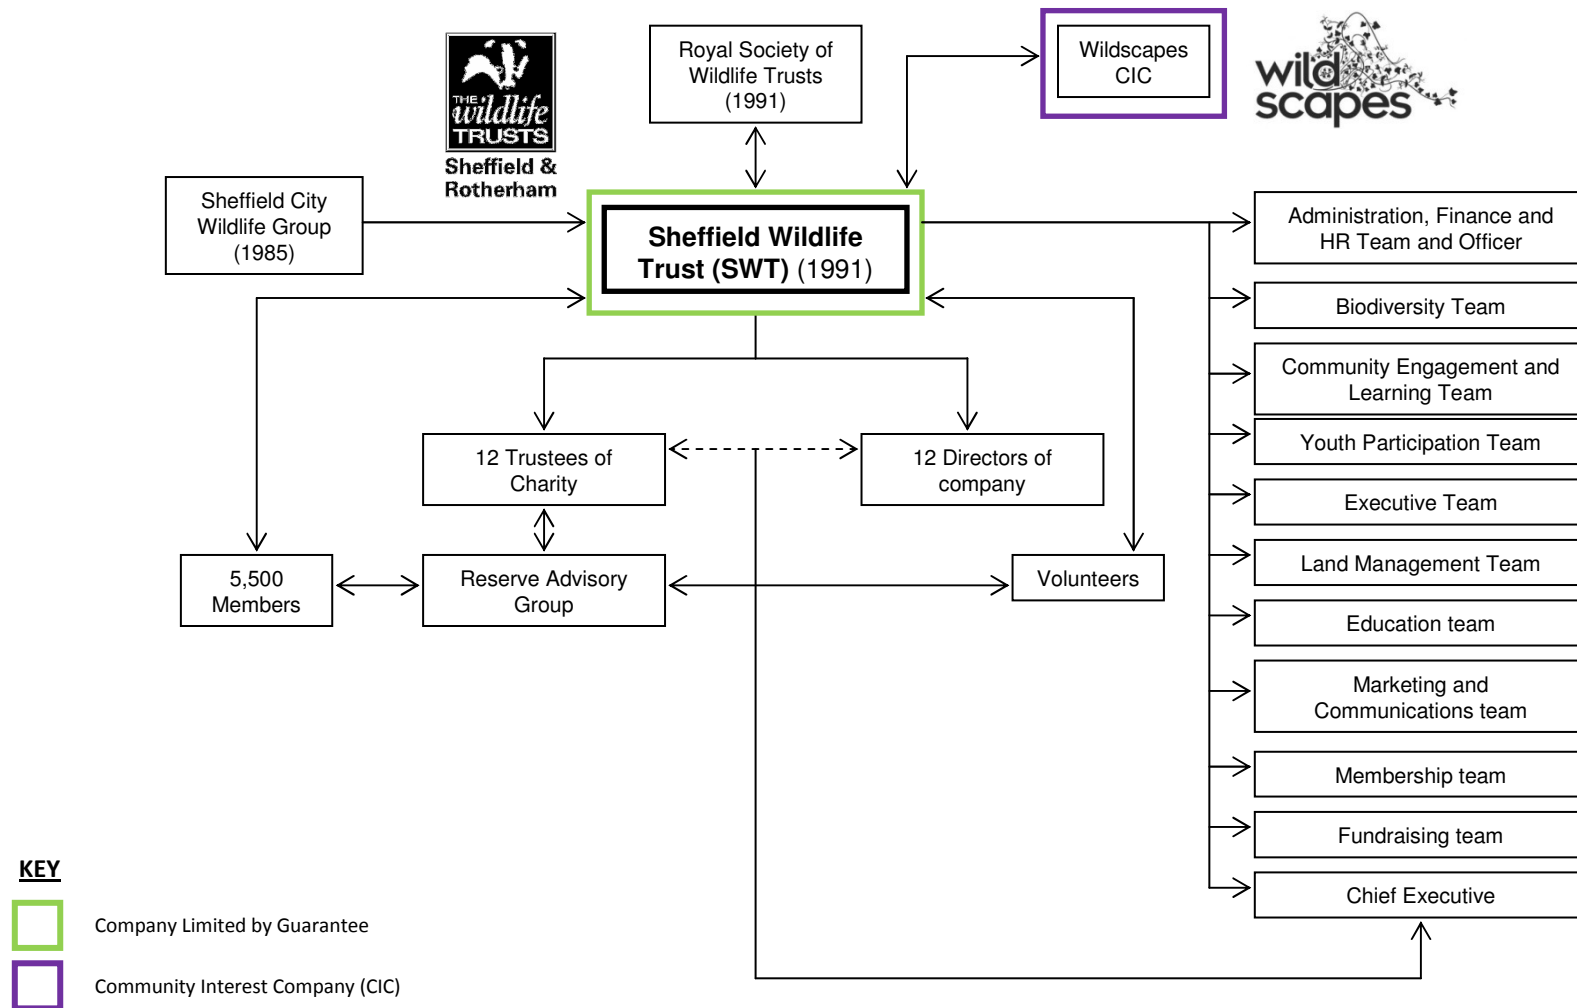 Royal Society of
Wildlife Trusts
(1991)
Wildscapes
CIC
wild
scapes
THE
wildlife
TRUSTS
Sheffield &
Rotherham
Sheffield City
Wildlife Group
(1985)
Sheffield Wildlife
Trust (SWT) (1991)
Administration, Finance and
HR Team and Officer
Biodiversity Team
Community Engagement and
Learning Team
Youth Participation Team
Executive Team
Land Management Team
Education team
Marketing and
Communications team
Membership team
Fundraising team
Chief Executive
12 Trustees of
Charity
12 Directors of
company
5,500
Members
Reserve Advisory
Group
Volunteers
KEY
Company Limited by Guarantee
Community Interest Company (CIC)